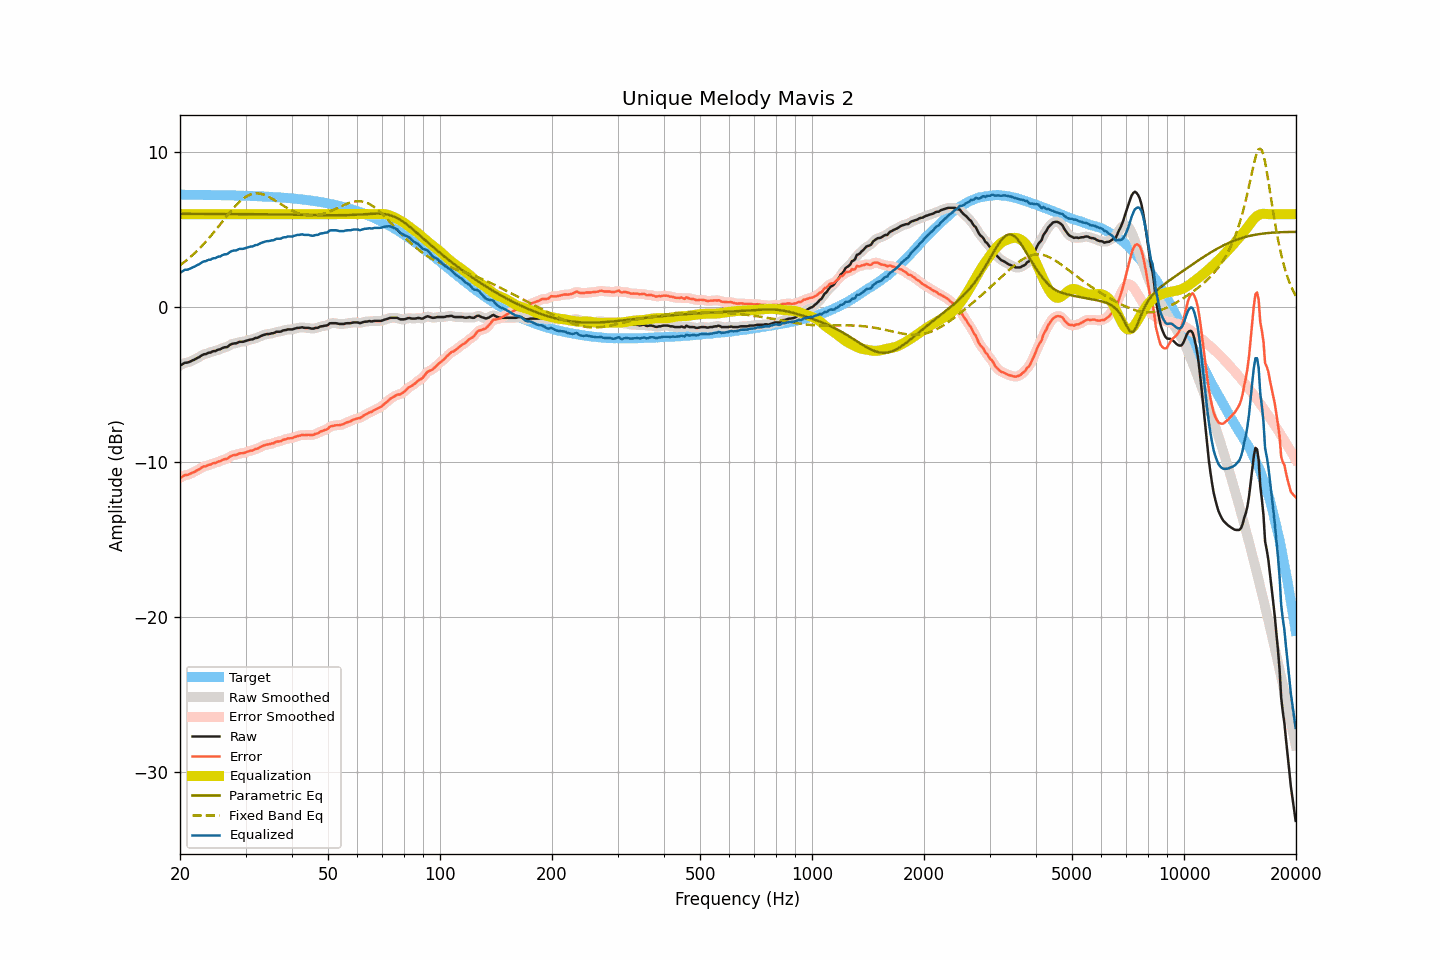 Unique Melody Mavis 2
10
0
−10
−20
−30
Amplitude (dBr)
Target
Raw Smoothed
Error Smoothed
Raw
Error
Equalization
Parametric Eq
Fixed Band Eq
Equalized
20 50 100 200 500 1000 2000 5000 10000 20000
Frequency (Hz)